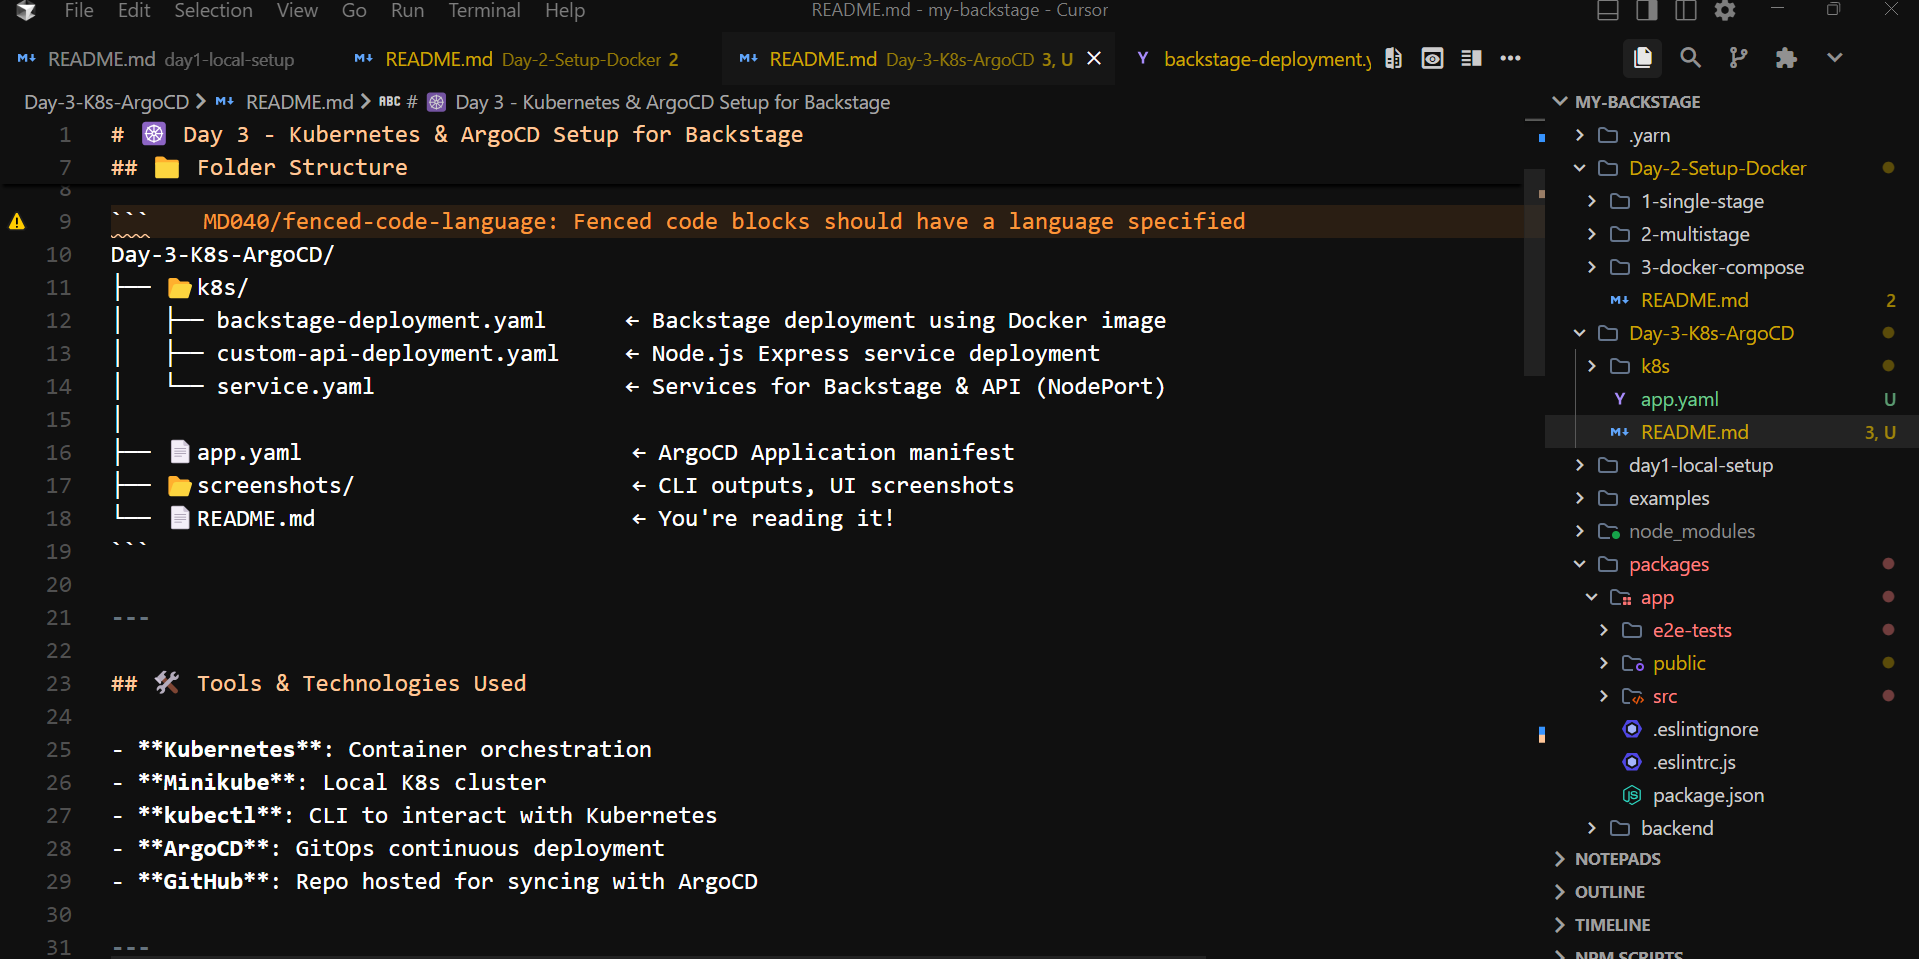 File Edit Selection View Go Run Terminal Help README.md - my-backstage - Cursor
README.md day1-local-setup README.md Day-2-Setup-Docker 2 README.md Day-3-K8s-ArgoCD 3, U backstage-deployment.y
Day-3-K8s-ArgoCD > README.md > ABC # ☸ Day 3 - Kubernetes & ArgoCD Setup for Backstage
1 # ☸ Day 3 - Kubernetes & ArgoCD Setup for Backstage
7 ## 📁 Folder Structure
8
9 ``` MD040/fenced-code-language: Fenced code blocks should have a language specified
10 Day-3-K8s-ArgoCD/
11 ├── 📂 k8s/
12 │   ├── backstage-deployment.yaml ← Backstage deployment using Docker image
13 │   ├── custom-api-deployment.yaml ← Node.js Express service deployment
14 │   └── service.yaml ← Services for Backstage & API (NodePort)
15 │
16 ├── 📄 app.yaml ← ArgoCD Application manifest
17 ├── 📂 screenshots/ ← CLI outputs, UI screenshots
18 └── 📄 README.md ← You're reading it!
19 ```
20
21 ---
22
23 ## 🛠 Tools & Technologies Used
24
25 - **Kubernetes**: Container orchestration
26 - **Minikube**: Local K8s cluster
27 - **kubectl**: CLI to interact with Kubernetes
28 - **ArgoCD**: GitOps continuous deployment
29 - **GitHub**: Repo hosted for syncing with ArgoCD
30
31 ---
MY-BACKSTAGE
.yarn
Day-2-Setup-Docker
1-single-stage
2-multistage
3-docker-compose
README.md 2
Day-3-K8s-ArgoCD
k8s
app.yaml U
README.md 3, U
day1-local-setup
examples
node_modules
packages
app
e2e-tests
public
src
.eslintignore
.eslintrc.js
package.json
backend
NOTEPADS
OUTLINE
TIMELINE
NPM SCRIPTS